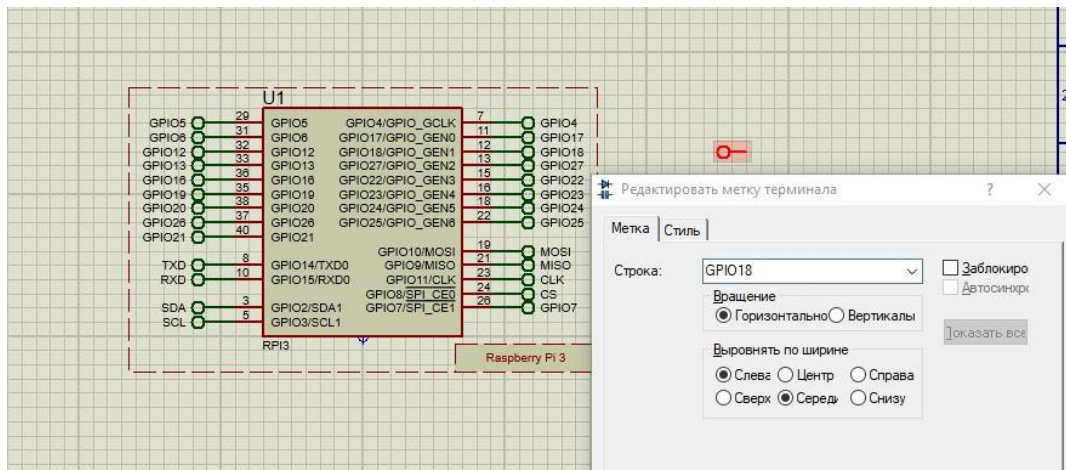 U1
GPIO5 29 GPIO5 GPIO4/GPIO_GCLK 7 GPIO4
GPIO6 31 GPIO6 GPIO17/GPIO_GEN0 11 GPIO17
GPIO12 32 GPIO12 GPIO18/GPIO_GEN1 12 GPIO18
GPIO13 33 GPIO13 GPIO27/GPIO_GEN2 13 GPIO27
GPIO16 36 GPIO16 GPIO22/GPIO_GEN3 15 GPIO22
GPIO19 35 GPIO19 GPIO23/GPIO_GEN4 16 GPIO23
GPIO20 38 GPIO20 GPIO24/GPIO_GEN5 18 GPIO24
GPIO26 37 GPIO26 GPIO25/GPIO_GEN6 22 GPIO25
GPIO21 40 GPIO21
GPIO10/MOSI 19 MOSI
TXD 8 GPIO14/TXD0 GPIO9/MISO 21 MISO
RXD 10 GPIO15/RXD0 GPIO11/CLK 23 CLK
GPIO8/SPI_CE0 24 CS
SDA 3 GPIO2/SDA1 GPIO7/SPI_CE1 26 GPIO7
SCL 5 GPIO3/SCL1
RPI3
Raspberry Pi 3
2
Редактировать метку терминала ?
Метка Стиль
Строка: GPIO18 Заблокиро
Автосинхро
Вращение
Горизонтально Вертикалы
Показать все
Выровнять по ширине
Слева Центр Справа
Сверх Середи Снизу